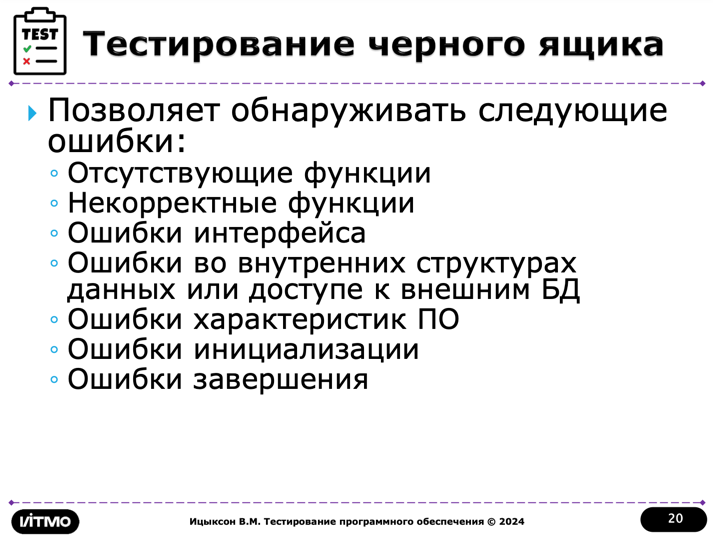 TEST
Тестирование черного ящика
Позволяет обнаруживать следующие
ошибки:
Отсутствующие функции
Некорректные функции
Ошибки интерфейса
Ошибки во внутренних структурах
данных или доступе к внешним БД
Ошибки характеристик ПО
Ошибки инициализации
Ошибки завершения
ИТМО
Ицыксон В.М. Тестирование программного обеспечения © 2024
20